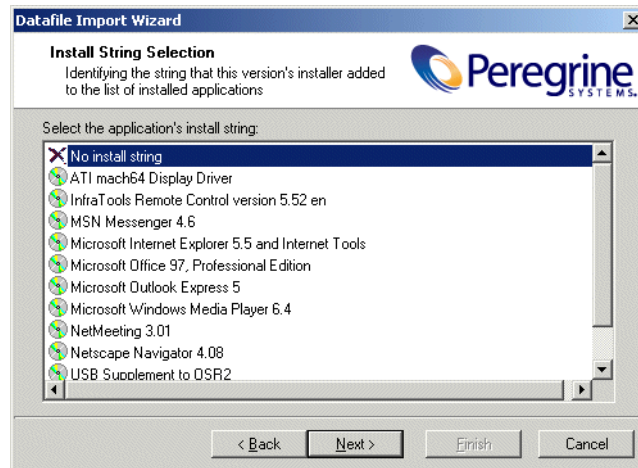 Datafile Import Wizard
Install String Selection
Identifying the string that this version's installer added
to the list of installed applications
Peregrine
SYSTEMS
Select the application's install string:
No install string
ATI mach64 Display Driver
InfraTools Remote Control version 5.52 en
MSN Messenger 4.6
Microsoft Internet Explorer 5.5 and Internet Tools
Microsoft Office 97, Professional Edition
Microsoft Outlook Express 5
Microsoft Windows Media Player 6.4
NetMeeting 3.01
Netscape Navigator 4.08
USB Supplement to OSR2
< Back
Next >
Finish
Cancel